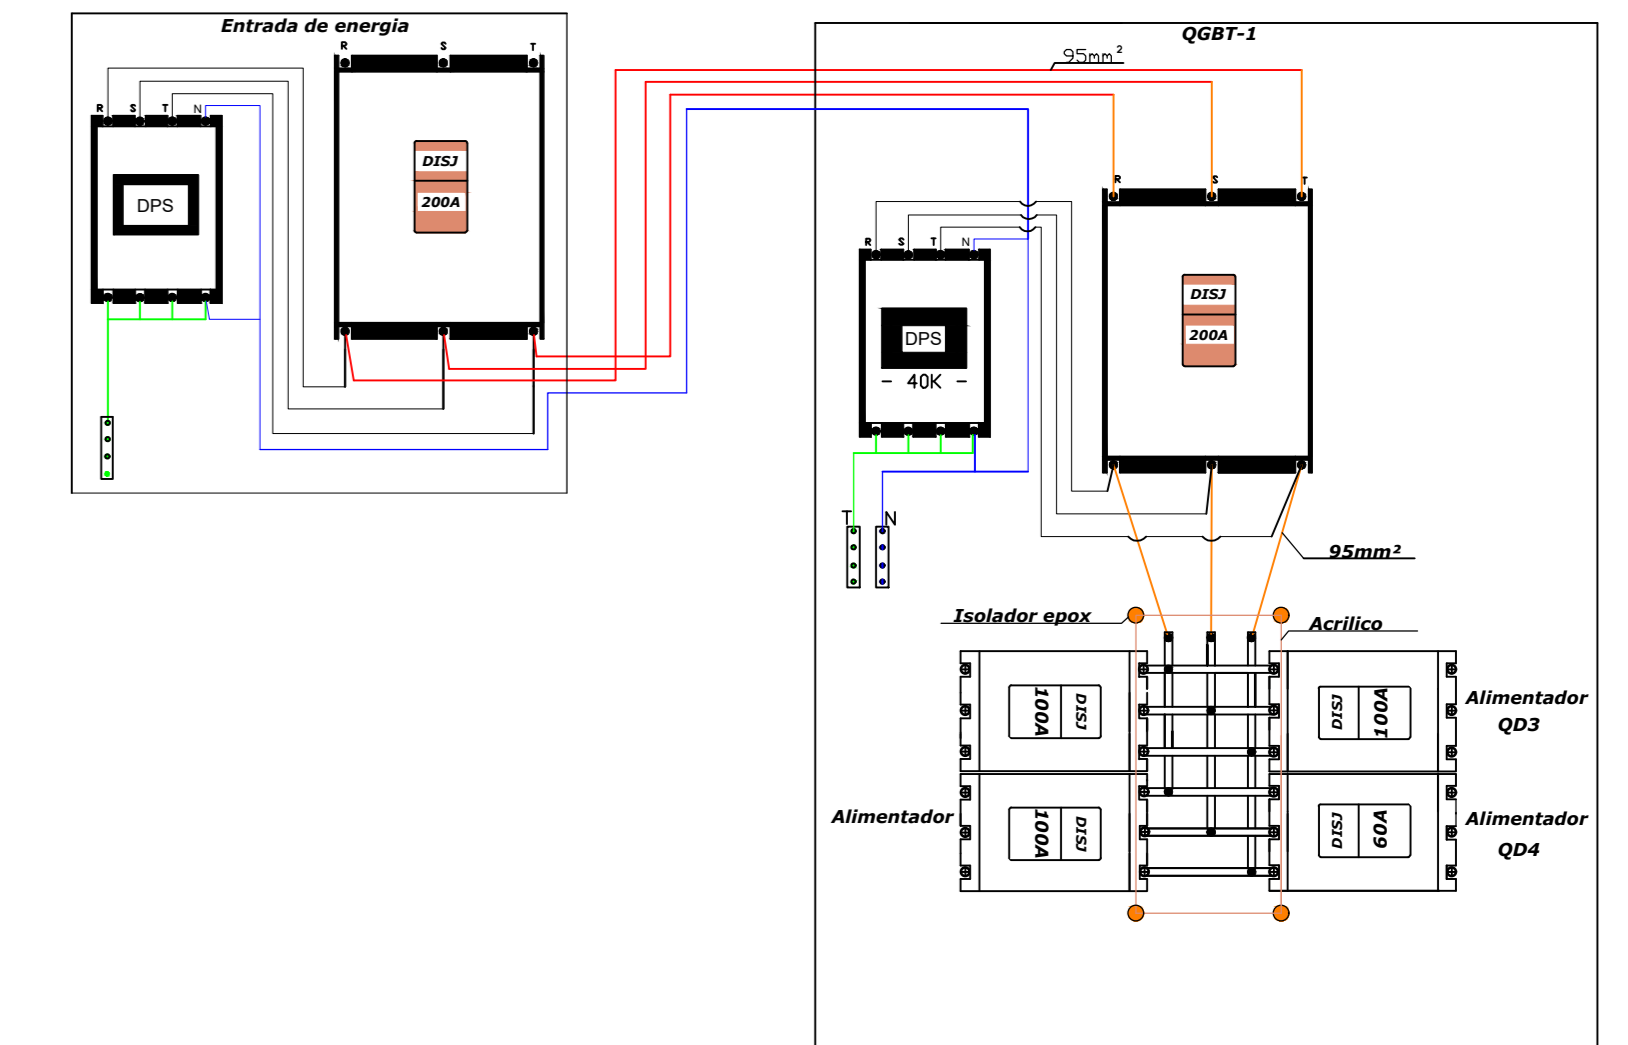 Entrada de energia
R
S
T
R
S
T
N
DPS
DISJ
200A
QGBT-1
95mm²
R
S
T
R
S
T
N
DPS
- 40K -
DISJ
200A
T
N
95mm²
Isolador epox
Acrilico
100A
DISJ
DISJ
100A
Alimentador
QD3
Alimentador
100A
DISJ
DISJ
60A
Alimentador
QD4